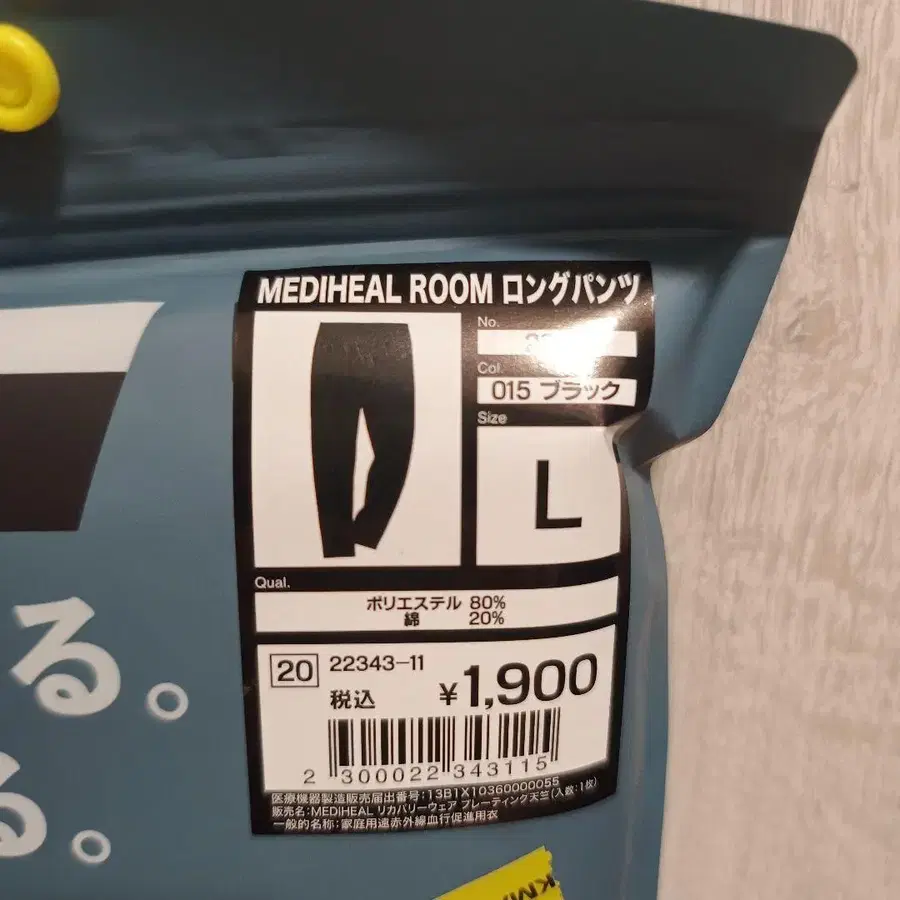 MEDIHEAL ROOM ロングパンツ
No.
Col.
015 ブラック
Size
L
Qual.
ポリエステル 80%
綿 20%
20 22343-11
税込 ¥1,900
2 300022 343115
医療機器製造販売届出番号:13B1X10360000055
販売名:MEDIHEAL リカバリーウェア プレーティング天竺(入数:1枚)
一般的名称:家庭用遠赤外線血行促進用衣
る。
る。